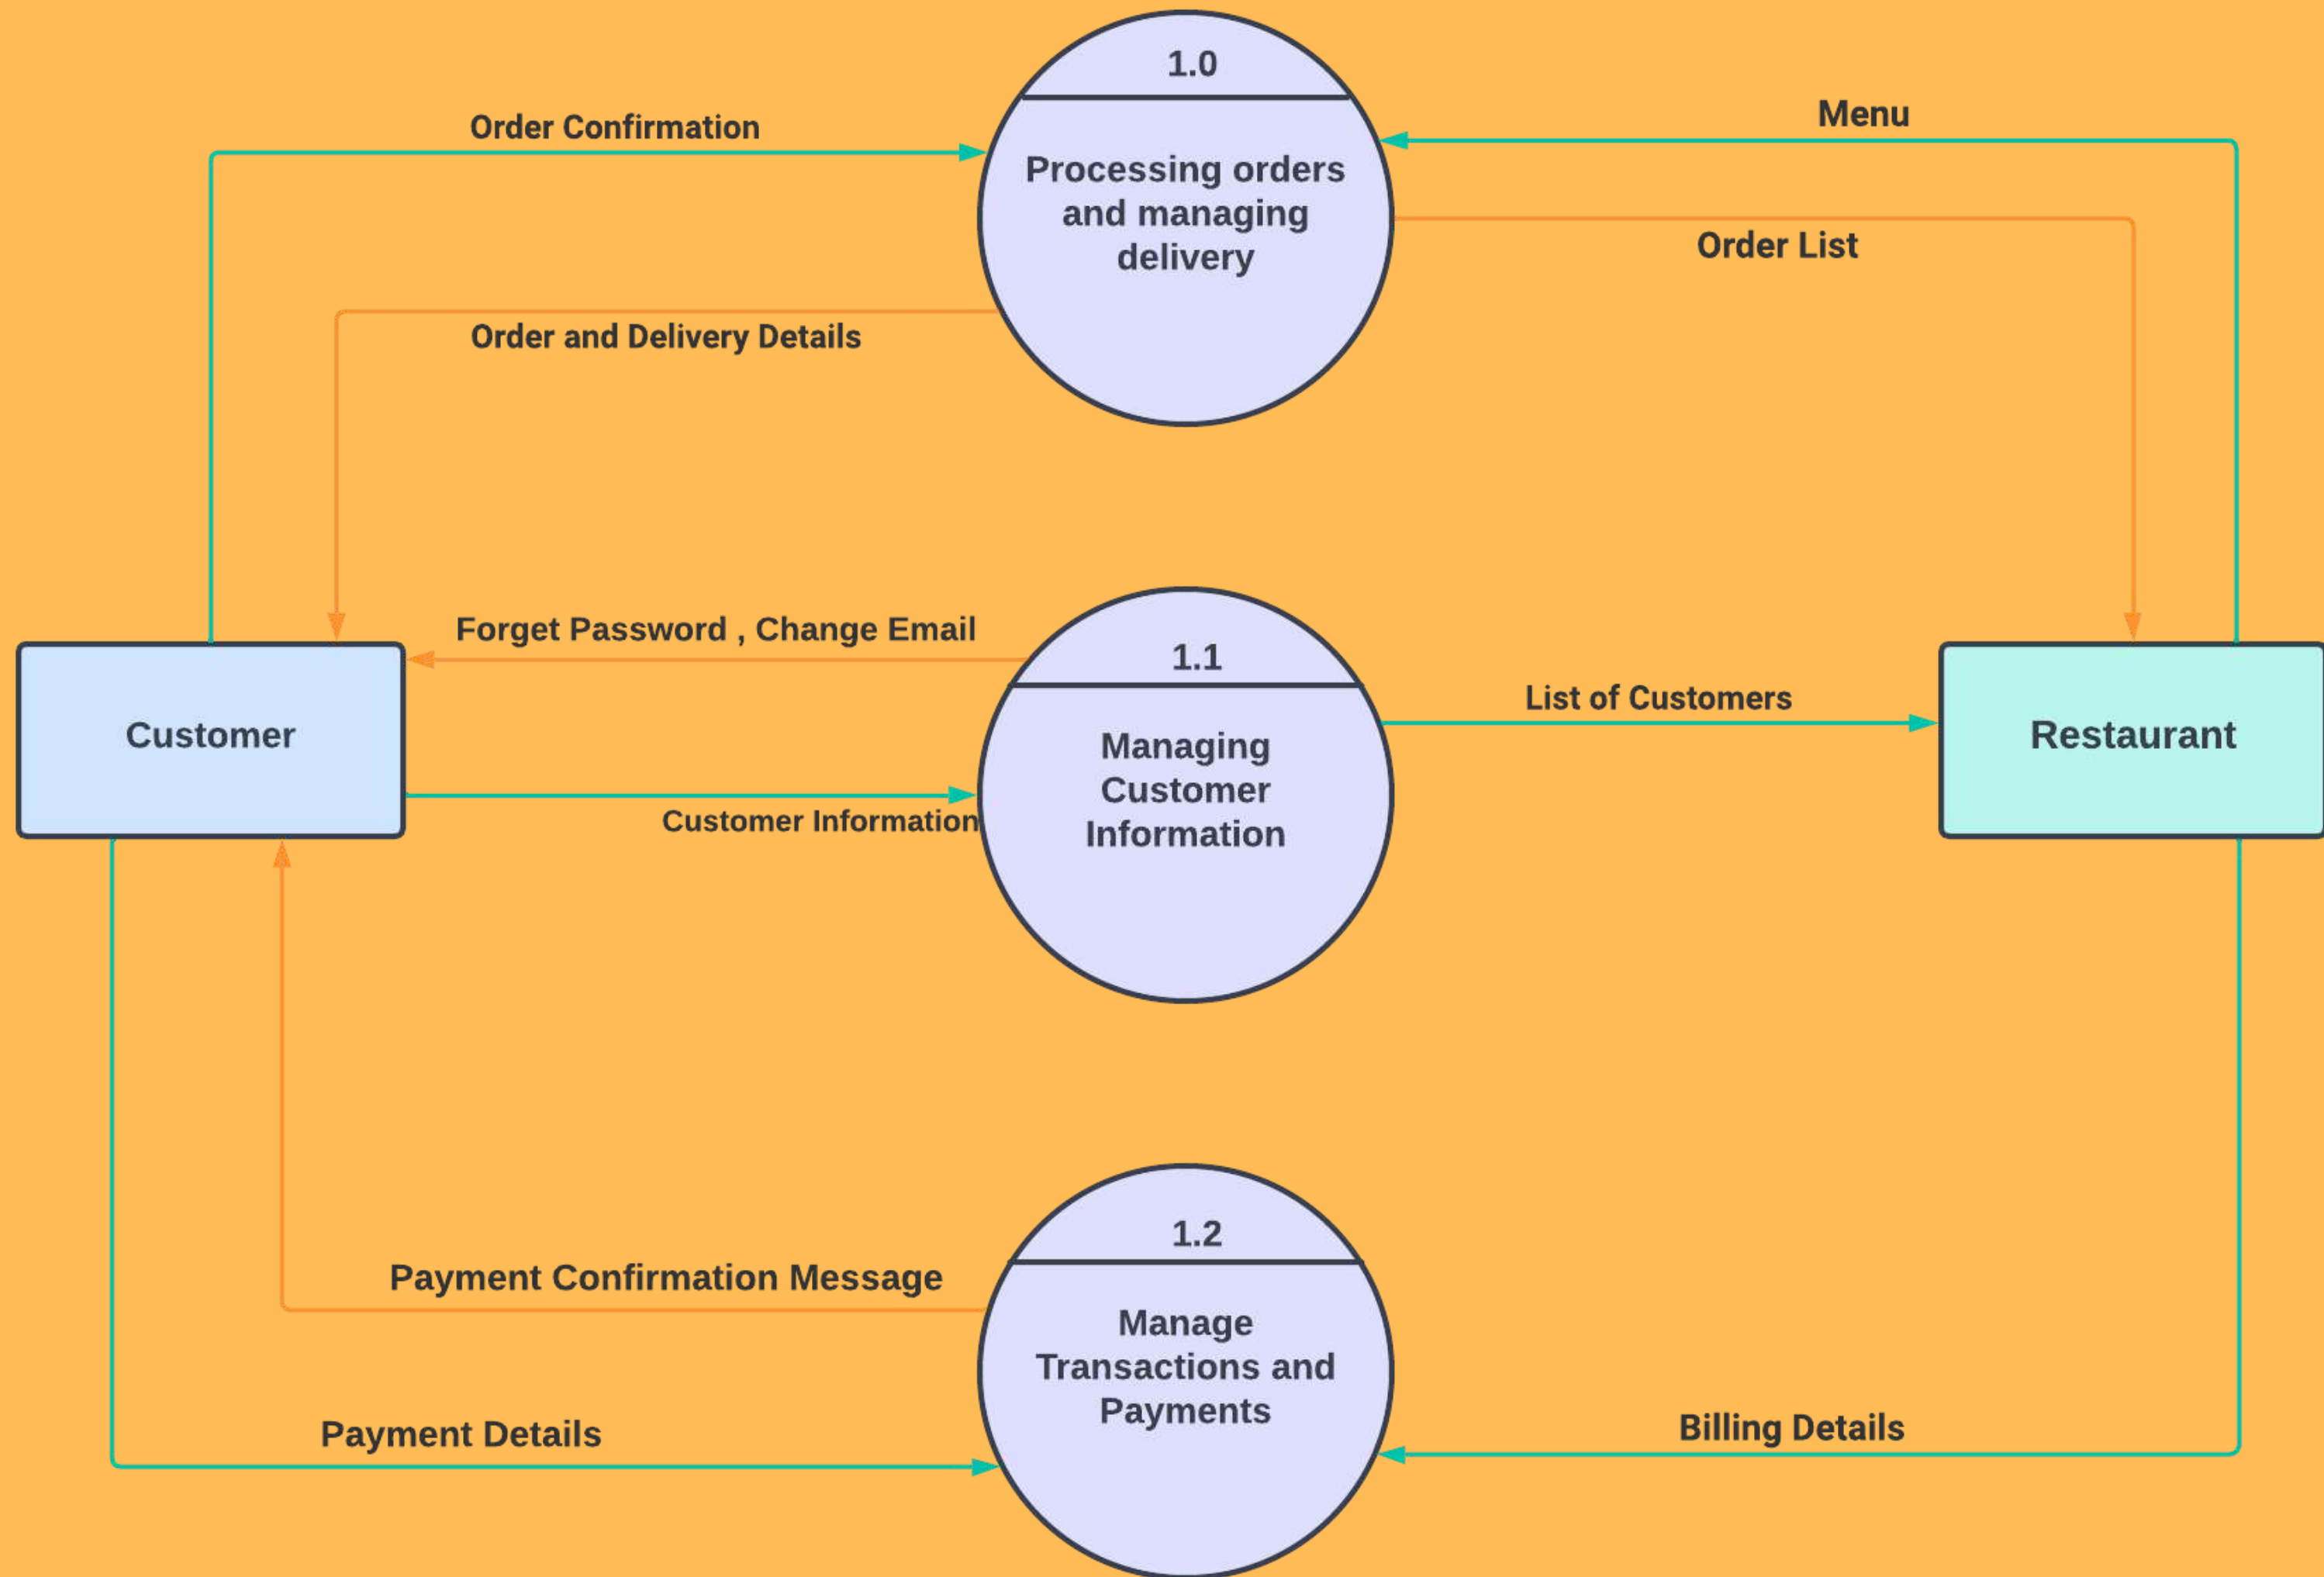 1.0
Order Confirmation
Menu
Processing orders
and managing
delivery
Order List
Order and Delivery Details
Forget Password , Change Email
1.1
List of Customers
Customer
Managing
Customer
Information
Restaurant
Customer Information
1.2
Payment Confirmation Message
Manage
Transactions and
Payments
Payment Details
Billing Details